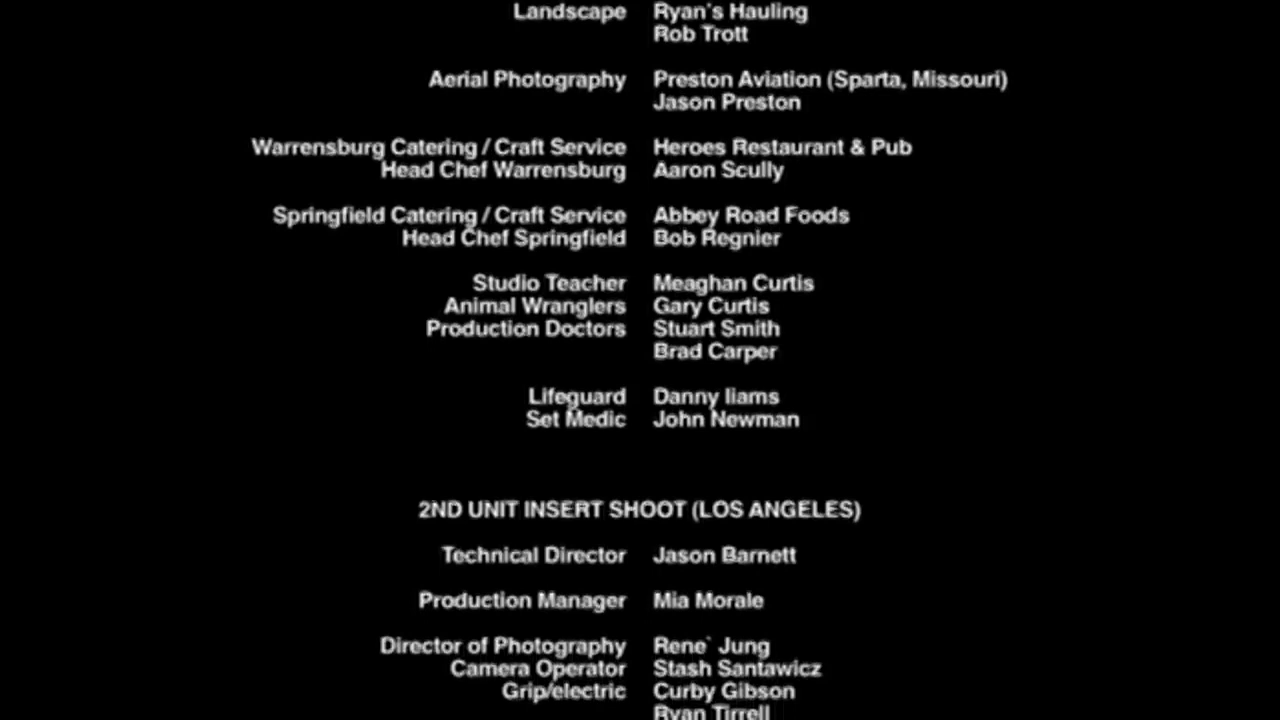 Landscape Ryan's Hauling
Rob Trott
Aerial Photography Preston Aviation (Sparta, Missouri)
Jason Preston
Warrensburg Catering / Craft Service Heroes Restaurant & Pub
Head Chef Warrensburg Aaron Scully
Springfield Catering / Craft Service Abbey Road Foods
Head Chef Springfield Bob Regnier
Studio Teacher Meaghan Curtis
Animal Wranglers Gary Curtis
Production Doctors Stuart Smith
Brad Carper
Lifeguard Danny Iiams
Set Medic John Newman
2ND UNIT INSERT SHOOT (LOS ANGELES)
Technical Director Jason Barnett
Production Manager Mia Morale
Director of Photography Rene` Jung
Camera Operator Stash Santawicz
Grip/electric Curby Gibson
Ryan Tirrell